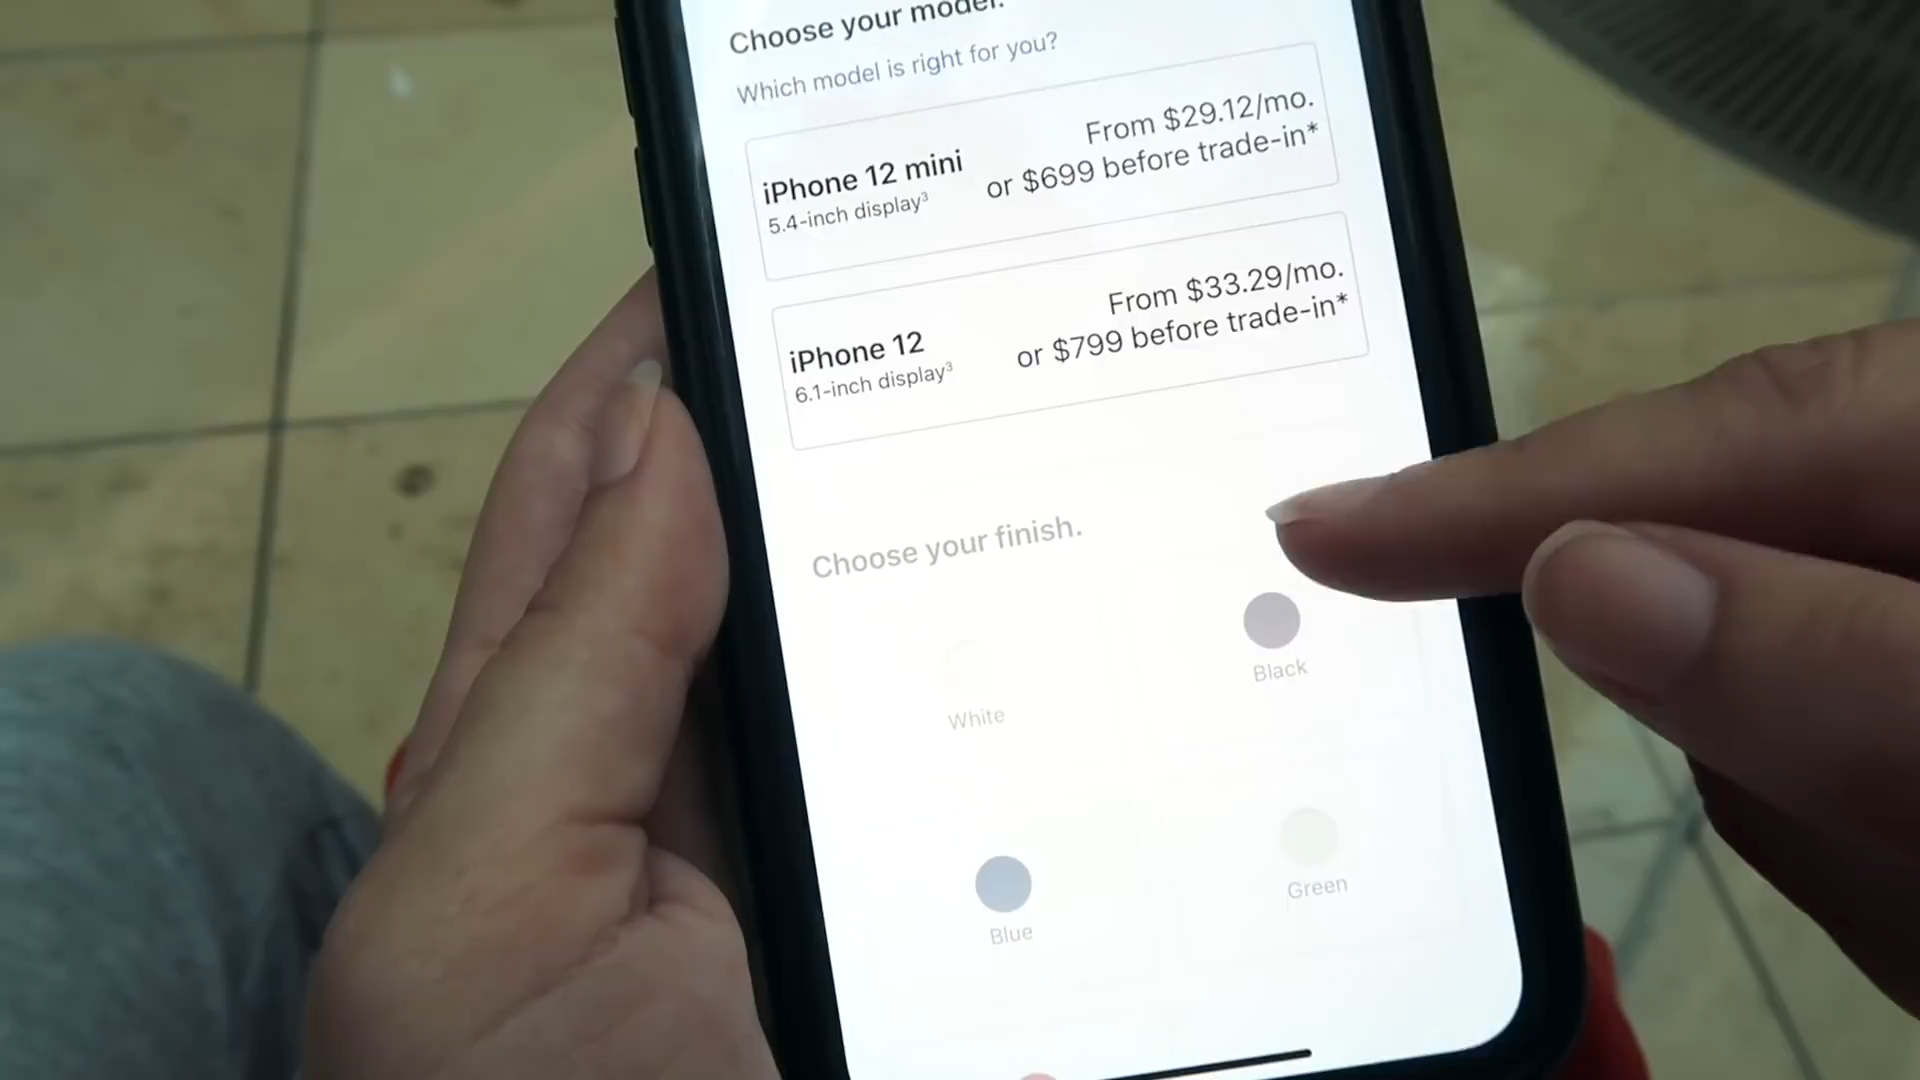 Choose your model.
Which model is right for you?
iPhone 12 mini
5.4-inch display³
From $29.12/mo.
or $699 before trade-in*
iPhone 12
6.1-inch display³
From $33.29/mo.
or $799 before trade-in*
Choose your finish.
White
Black
Blue
Green